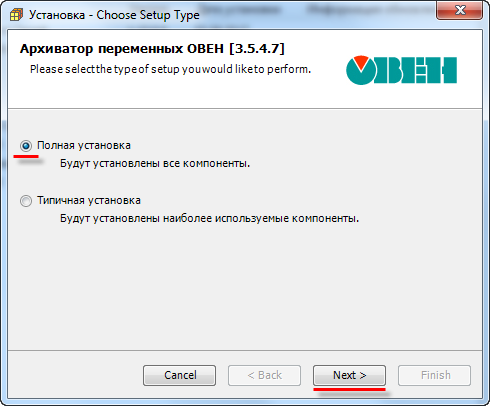 Установка - Choose Setup Type
Архиватор переменных ОВЕН [3.5.4.7]
Please select the type of setup you would like to perform.
ОВЕН
Полная установка
Будут установлены все компоненты.
Типичная установка
Будут установлены наиболее используемые компоненты.
Cancel
< Back
Next >
Finish